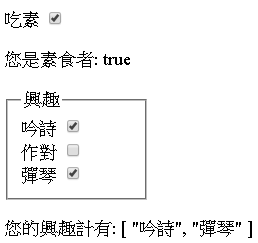 吃素
您是素食者: true
興趣
吟詩
作對
彈琴
您的興趣計有: [ "吟詩", "彈琴" ]